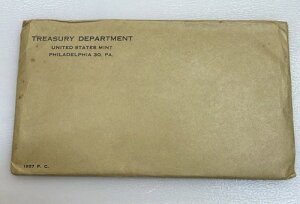 TREASURY DEPARTMENT
UNITED STATES MINT
PHILADELPHIA 30, PA.
1957 P. C.